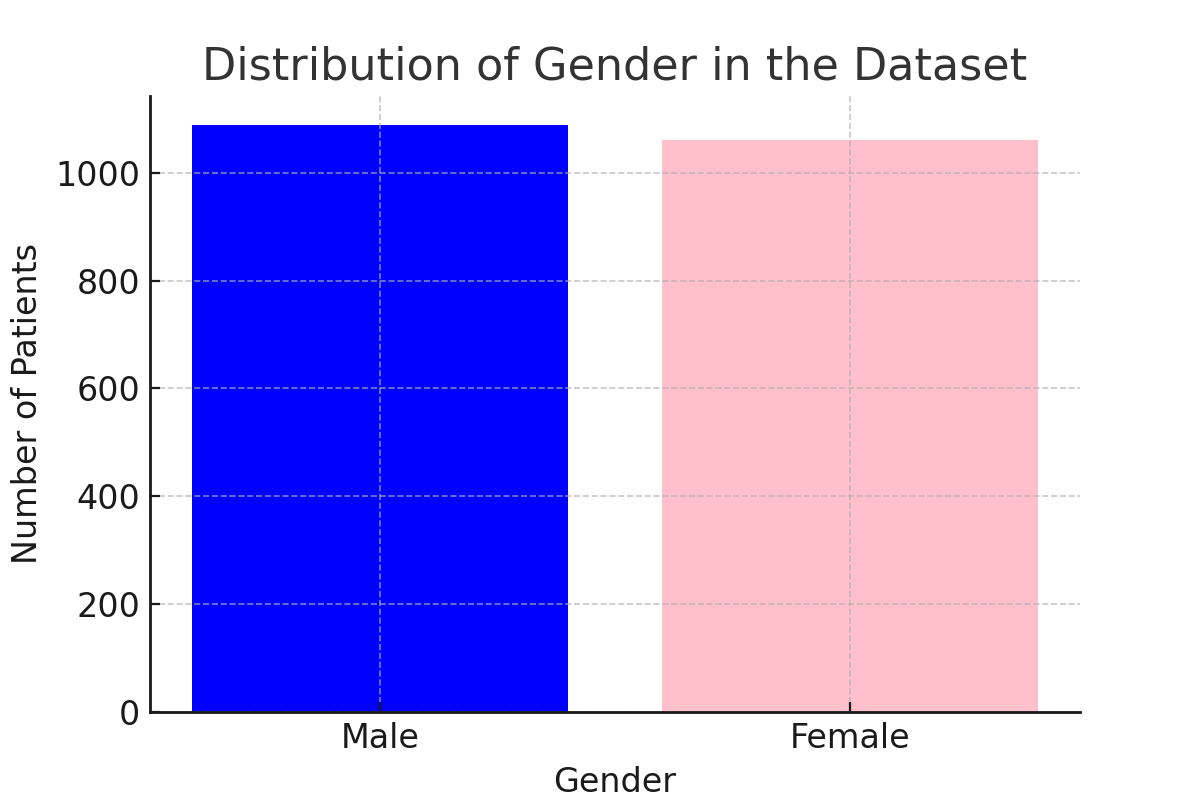 Distribution of Gender in the Dataset
Number of Patients
1000
800
600
400
200
0
Male
Female
Gender